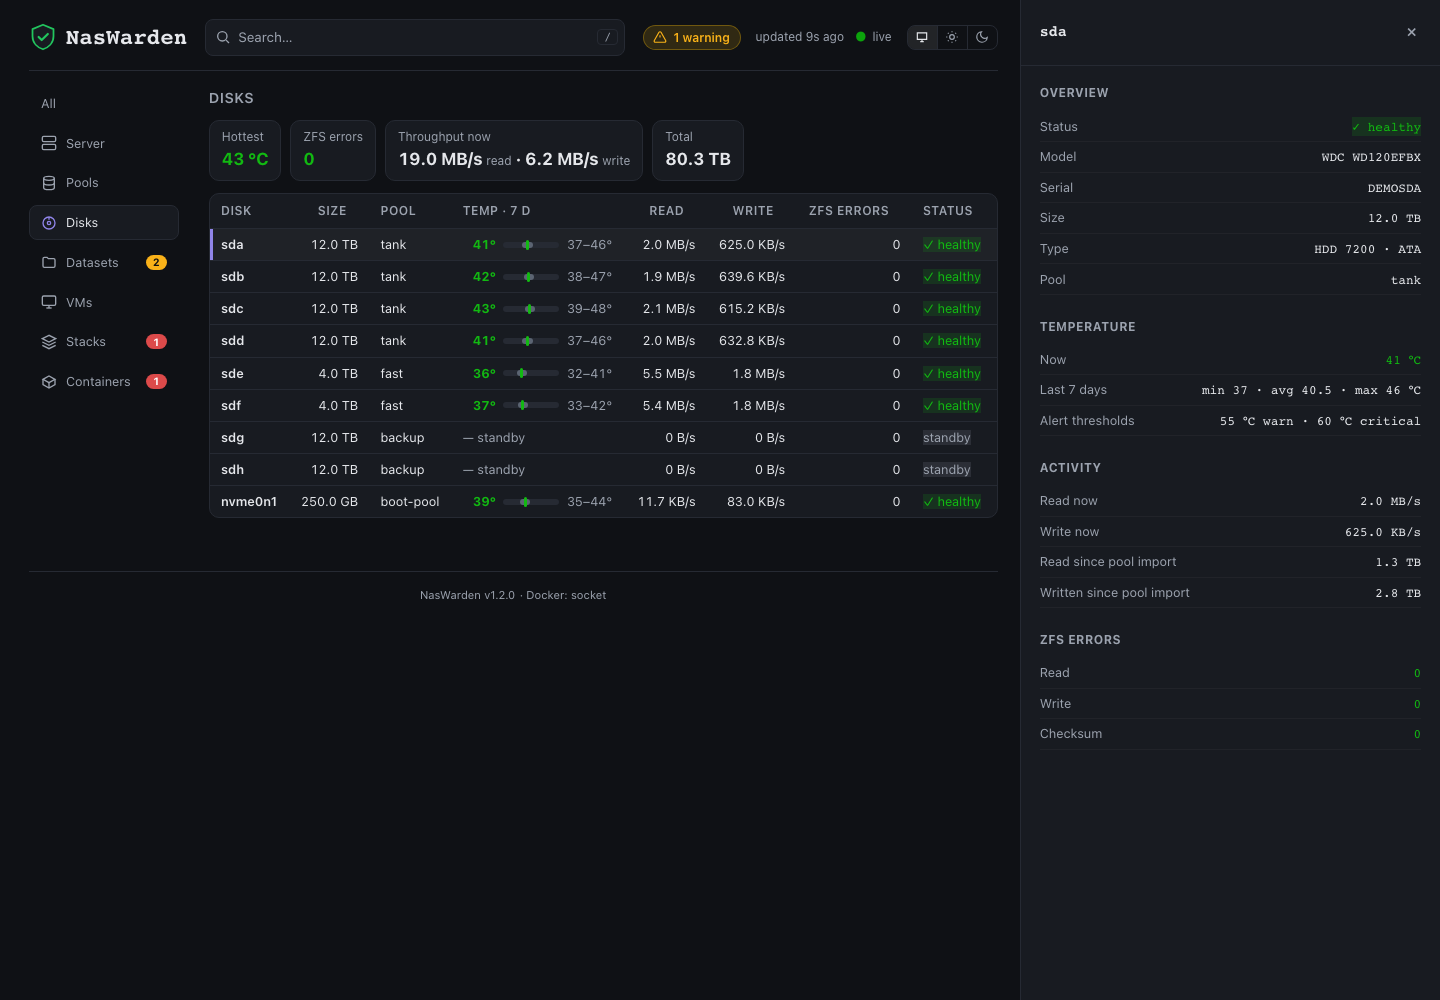 NasWarden
Search...
/
1 warning
updated 9s ago
live
All
Server
Pools
Disks
Datasets 2
VMs
Stacks 1
Containers 1
DISKS
Hottest
43 °C
ZFS errors
0
Throughput now
19.0 MB/s read · 6.2 MB/s write
Total
80.3 TB
DISK SIZE POOL TEMP · 7 D READ WRITE ZFS ERRORS STATUS
sda 12.0 TB tank 41° 37–46° 2.0 MB/s 625.0 KB/s 0 ✓ healthy
sdb 12.0 TB tank 42° 38–47° 1.9 MB/s 639.6 KB/s 0 ✓ healthy
sdc 12.0 TB tank 43° 39–48° 2.1 MB/s 615.2 KB/s 0 ✓ healthy
sdd 12.0 TB tank 41° 37–46° 2.0 MB/s 632.8 KB/s 0 ✓ healthy
sde 4.0 TB fast 36° 32–41° 5.5 MB/s 1.8 MB/s 0 ✓ healthy
sdf 4.0 TB fast 37° 33–42° 5.4 MB/s 1.8 MB/s 0 ✓ healthy
sdg 12.0 TB backup — standby 0 B/s 0 B/s 0 standby
sdh 12.0 TB backup — standby 0 B/s 0 B/s 0 standby
nvme0n1 250.0 GB boot-pool 39° 35–44° 11.7 KB/s 83.0 KB/s 0 ✓ healthy
NasWarden v1.2.0 · Docker: socket
sda
×
OVERVIEW
Status ✓ healthy
Model WDC WD120EFBX
Serial DEMOSDA
Size 12.0 TB
Type HDD 7200 · ATA
Pool tank
TEMPERATURE
Now 41 °C
Last 7 days min 37 · avg 40.5 · max 46 °C
Alert thresholds 55 °C warn · 60 °C critical
ACTIVITY
Read now 2.0 MB/s
Write now 625.0 KB/s
Read since pool import 1.3 TB
Written since pool import 2.8 TB
ZFS ERRORS
Read 0
Write 0
Checksum 0